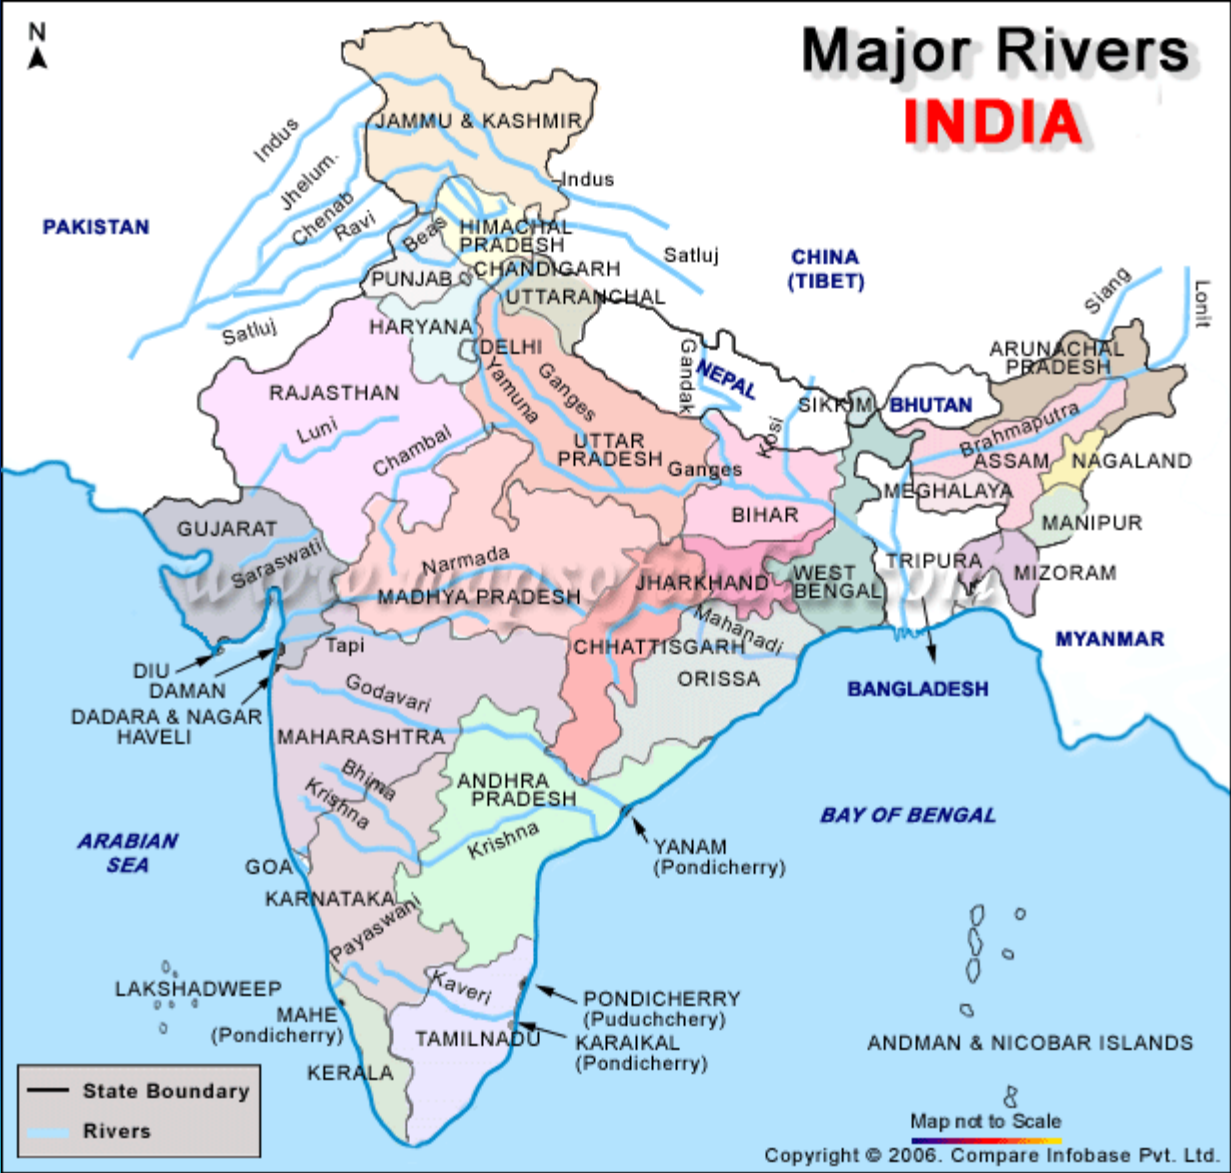 N
Major Rivers
INDIA
JAMMU & KASHMIR
Indus
Jhelum.
Indus
Chenab
Ravi
Beas
PAKISTAN
HIMACHAL
PRADESH
Satluj
CHINA
(TIBET)
PUNJAB
CHANDIGARH
UTTARANCHAL
Siang
Lonit
Satluj
HARYANA
DELHI
Gandak
NEPAL
ARUNACHAL
PRADESH
RAJASTHAN
Yamuna
Ganges
SIKKIM
BHUTAN
Luni
Chambal
Kosi
Brahmaputra
UTTAR
PRADESH
Ganges
ASSAM
NAGALAND
MEGHALAYA
BIHAR
MANIPUR
GUJARAT
Saraswati
Narmada
TRIPURA
MIZORAM
JHARKHAND
WEST
BENGAL
MADHYA PRADESH
Mahanadi
MYANMAR
Tapi
CHHATTISGARH
DIU
DAMAN
ORISSA
BANGLADESH
DADARA & NAGAR
HAVELI
Godavari
MAHARASHTRA
Bhima
Krishna
ANDHRA
PRADESH
Krishna
BAY OF BENGAL
ARABIAN
SEA
YANAM
(Pondicherry)
GOA
KARNATAKA
Payaswani
LAKSHADWEEP
Kaveri
MAHE
(Pondicherry)
PONDICHERRY
(Puduchchery)
TAMILNADU
KARAIKAL
(Pondicherry)
ANDMAN & NICOBAR ISLANDS
KERALA
State Boundary
Rivers
Map not to Scale
Copyright © 2006. Compare Infobase Pvt. Ltd.